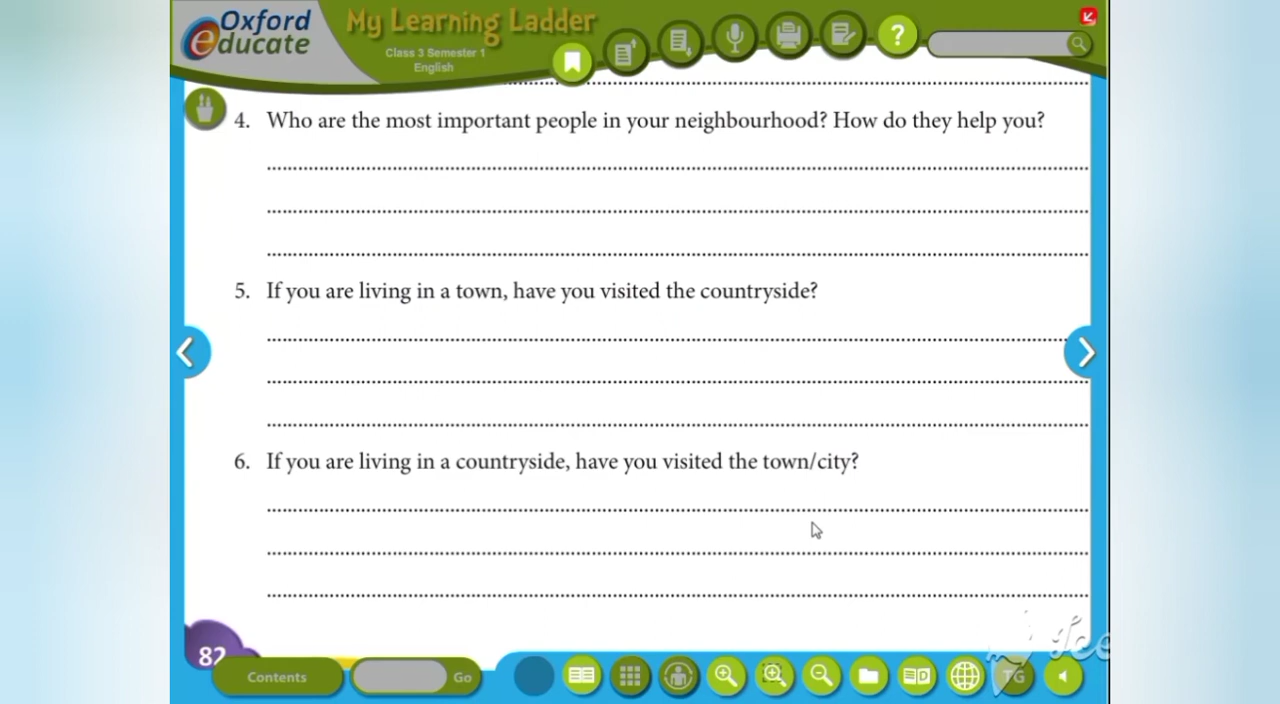 Oxford
educate
My Learning Ladder
Class 3 Semester 1
English
?
4. Who are the most important people in your neighbourhood? How do they help you?
5. If you are living in a town, have you visited the countryside?
6. If you are living in a countryside, have you visited the town/city?
82
Contents
Go
D
TG